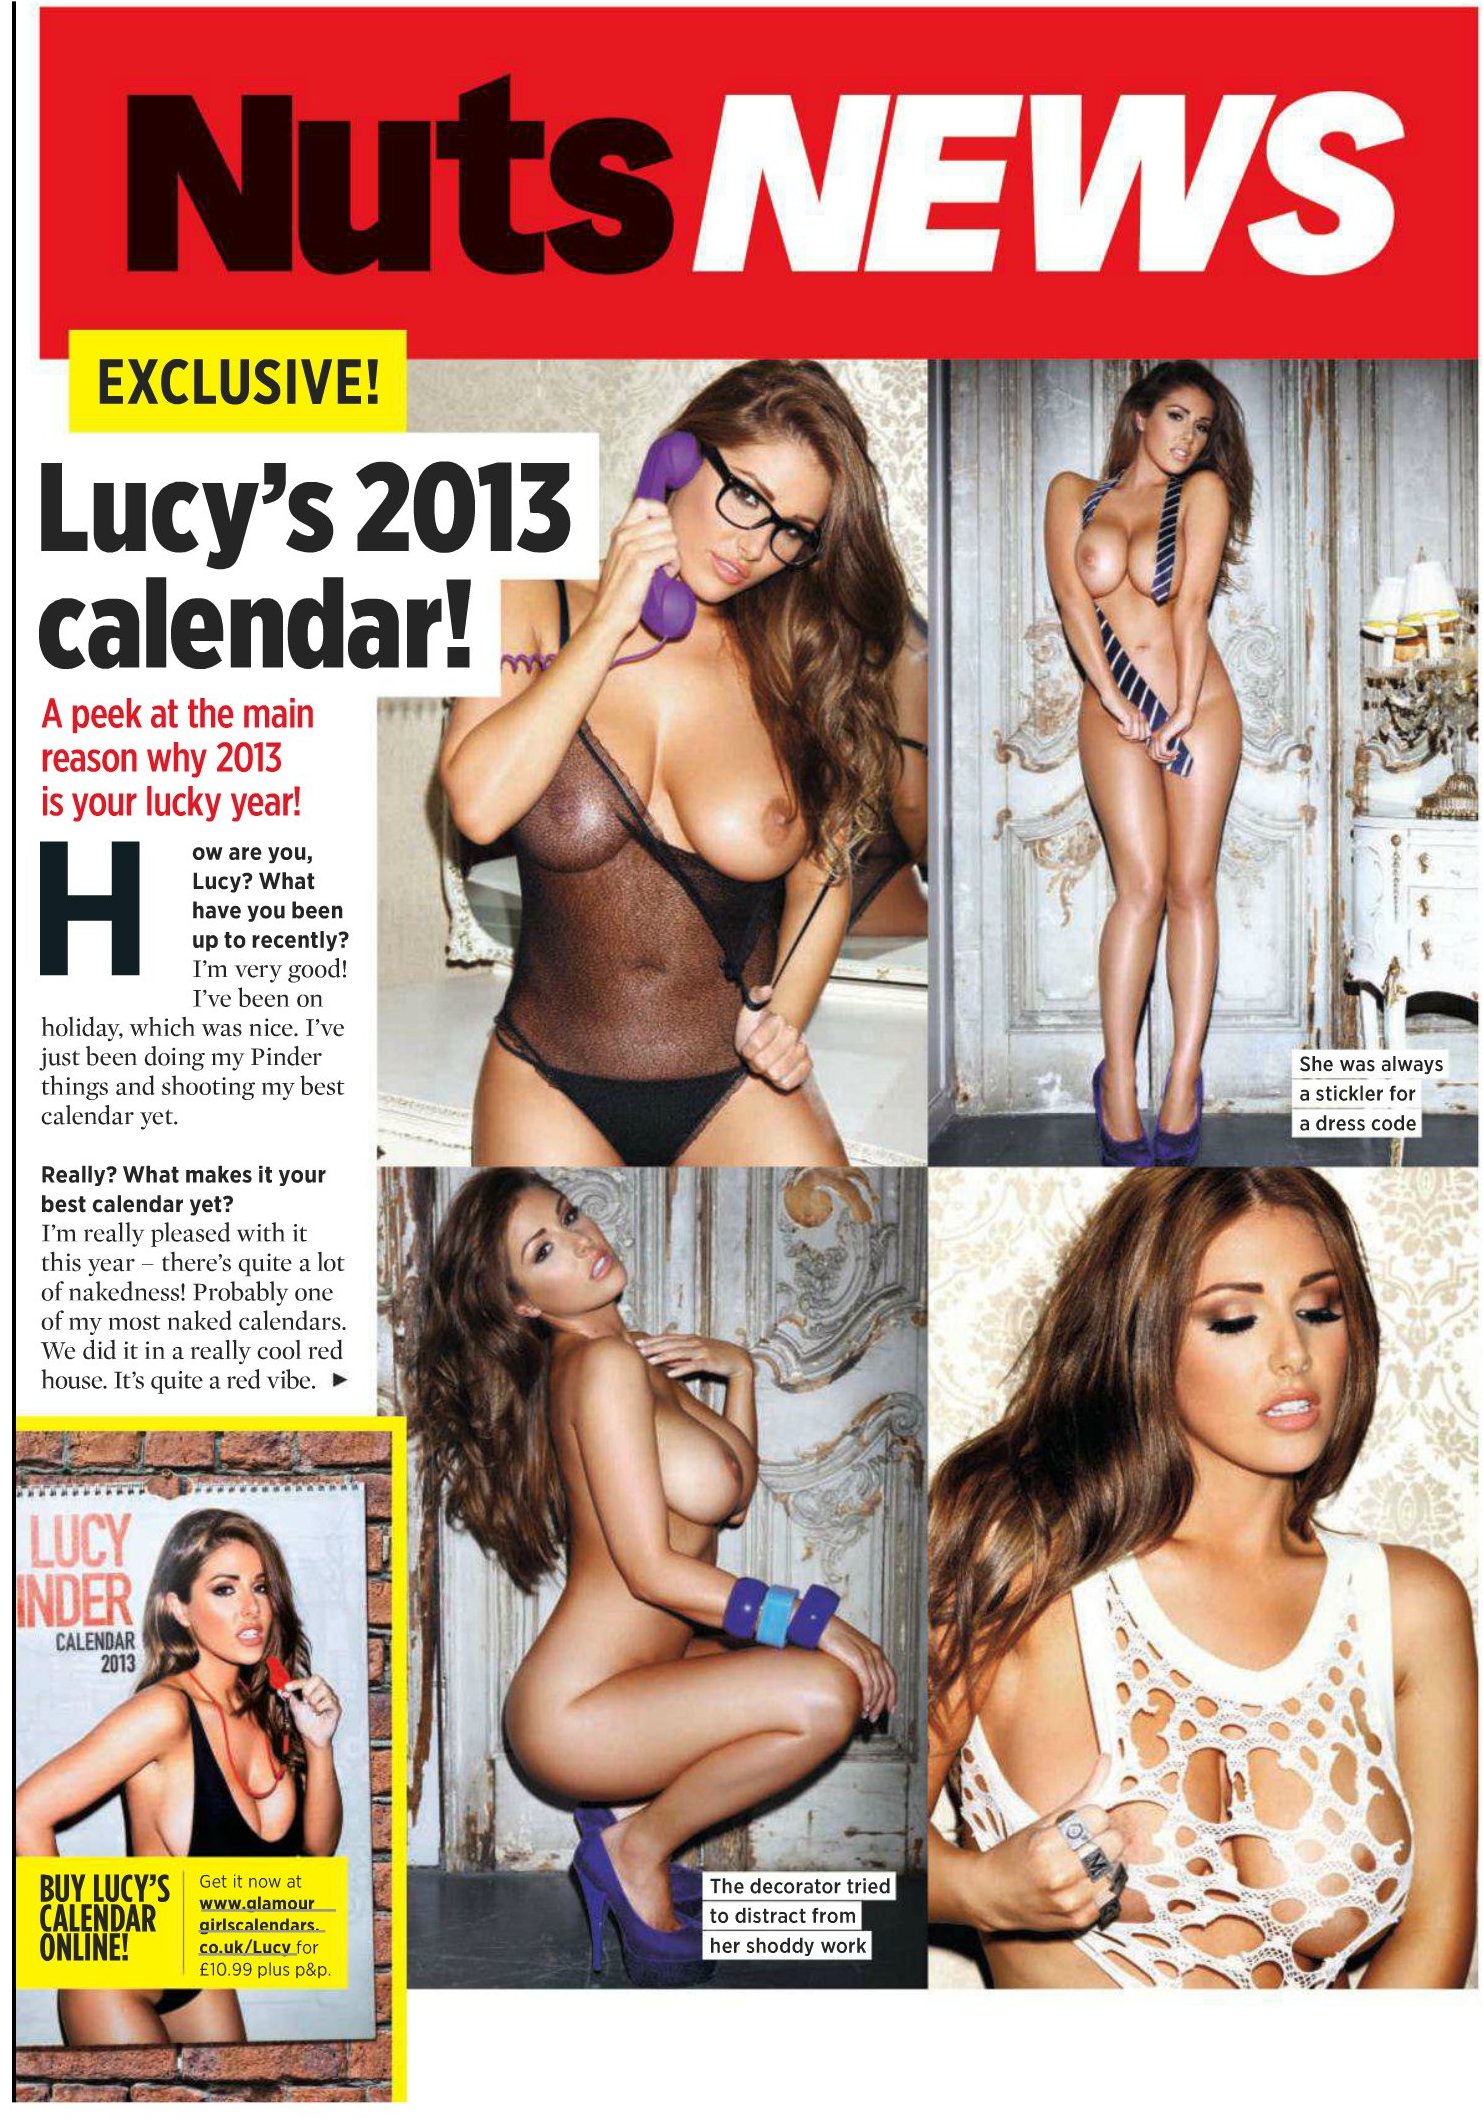 Nuts NEWS
EXCLUSIVE!
Lucy's 2013
calendar!
A peek at the main
reason why 2013
is your lucky year!
How are you,
Lucy? What
have you been
up to recently?
I'm very good!
I've been on
holiday, which was nice. I've
just been doing my Pinder
things and shooting my best
calendar yet.
Really? What makes it your
best calendar yet?
I'm really pleased with it
this year – there's quite a lot
of nakedness! Probably one
of my most naked calendars.
We did it in a really cool red
house. It's quite a red vibe. ►
LUCY
INDER
CALENDAR
2013
BUY LUCY'S
CALENDAR
ONLINE!
Get it now at
www.glamour
girlscalendars.
co.uk/Lucy for
£10.99 plus p&p.
She was always
a stickler for
a dress code
The decorator tried
to distract from
her shoddy work